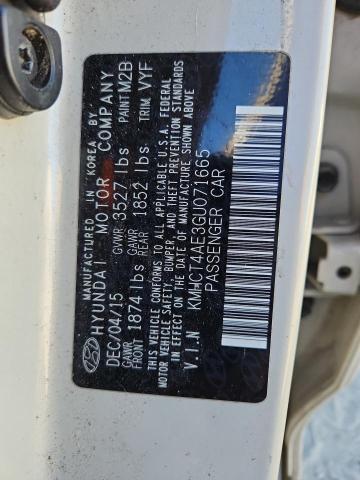 MANUFACTURED IN KOREA BY
HYUNDAI MOTOR COMPANY
DEC/04/15 GVWR 3527 lbs PAINT M2B
GAWR FRONT 1874 lbs GAWR REAR 1852 lbs TRIM VYF
THIS VEHICLE CONFORMS TO ALL APPLICABLE U.S.A. FEDERAL
MOTOR VEHICLE SAFETY, BUMPER, AND THEFT PREVENTION STANDARDS
IN EFFECT ON THE DATE OF MANUFACTURE SHOWN ABOVE.
V.I.N KMHCT4AE3GU071665
PASSENGER CAR